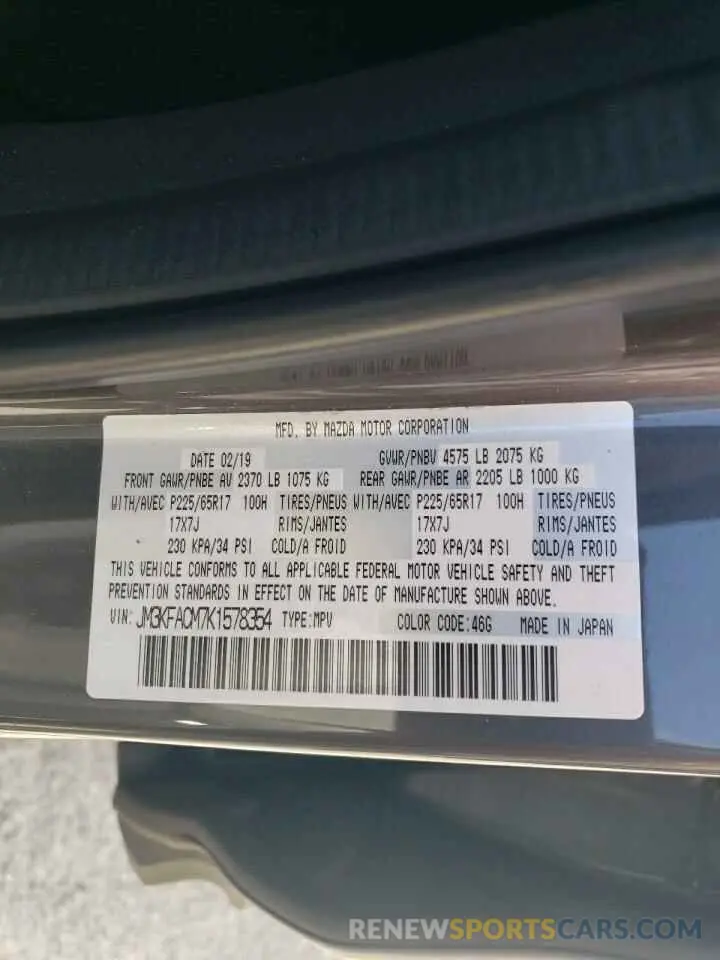 MFD. BY MAZDA MOTOR CORPORATION
DATE 02/19 GVWR/PNBV 4575 LB 2075 KG
FRONT GAWR/PNBE AV 2370 LB 1075 KG REAR GAWR/PNBE AR 2205 LB 1000 KG
WITH/AVEC P225/65R17 100H TIRES/PNEUS WITH/AVEC P225/65R17 100H TIRES/PNEUS
17X7J RIMS/JANTES 17X7J RIMS/JANTES
230 KPA/34 PSI COLD/A FROID 230 KPA/34 PSI COLD/A FROID
THIS VEHICLE CONFORMS TO ALL APPLICABLE FEDERAL MOTOR VEHICLE SAFETY AND THEFT
PREVENTION STANDARDS IN EFFECT ON THE DATE OF MANUFACTURE SHOWN ABOVE.
VIN: JM3KFACM7K1578354 TYPE:MPV COLOR CODE:46G MADE IN JAPAN
RENEWSPORTSCARS.COM